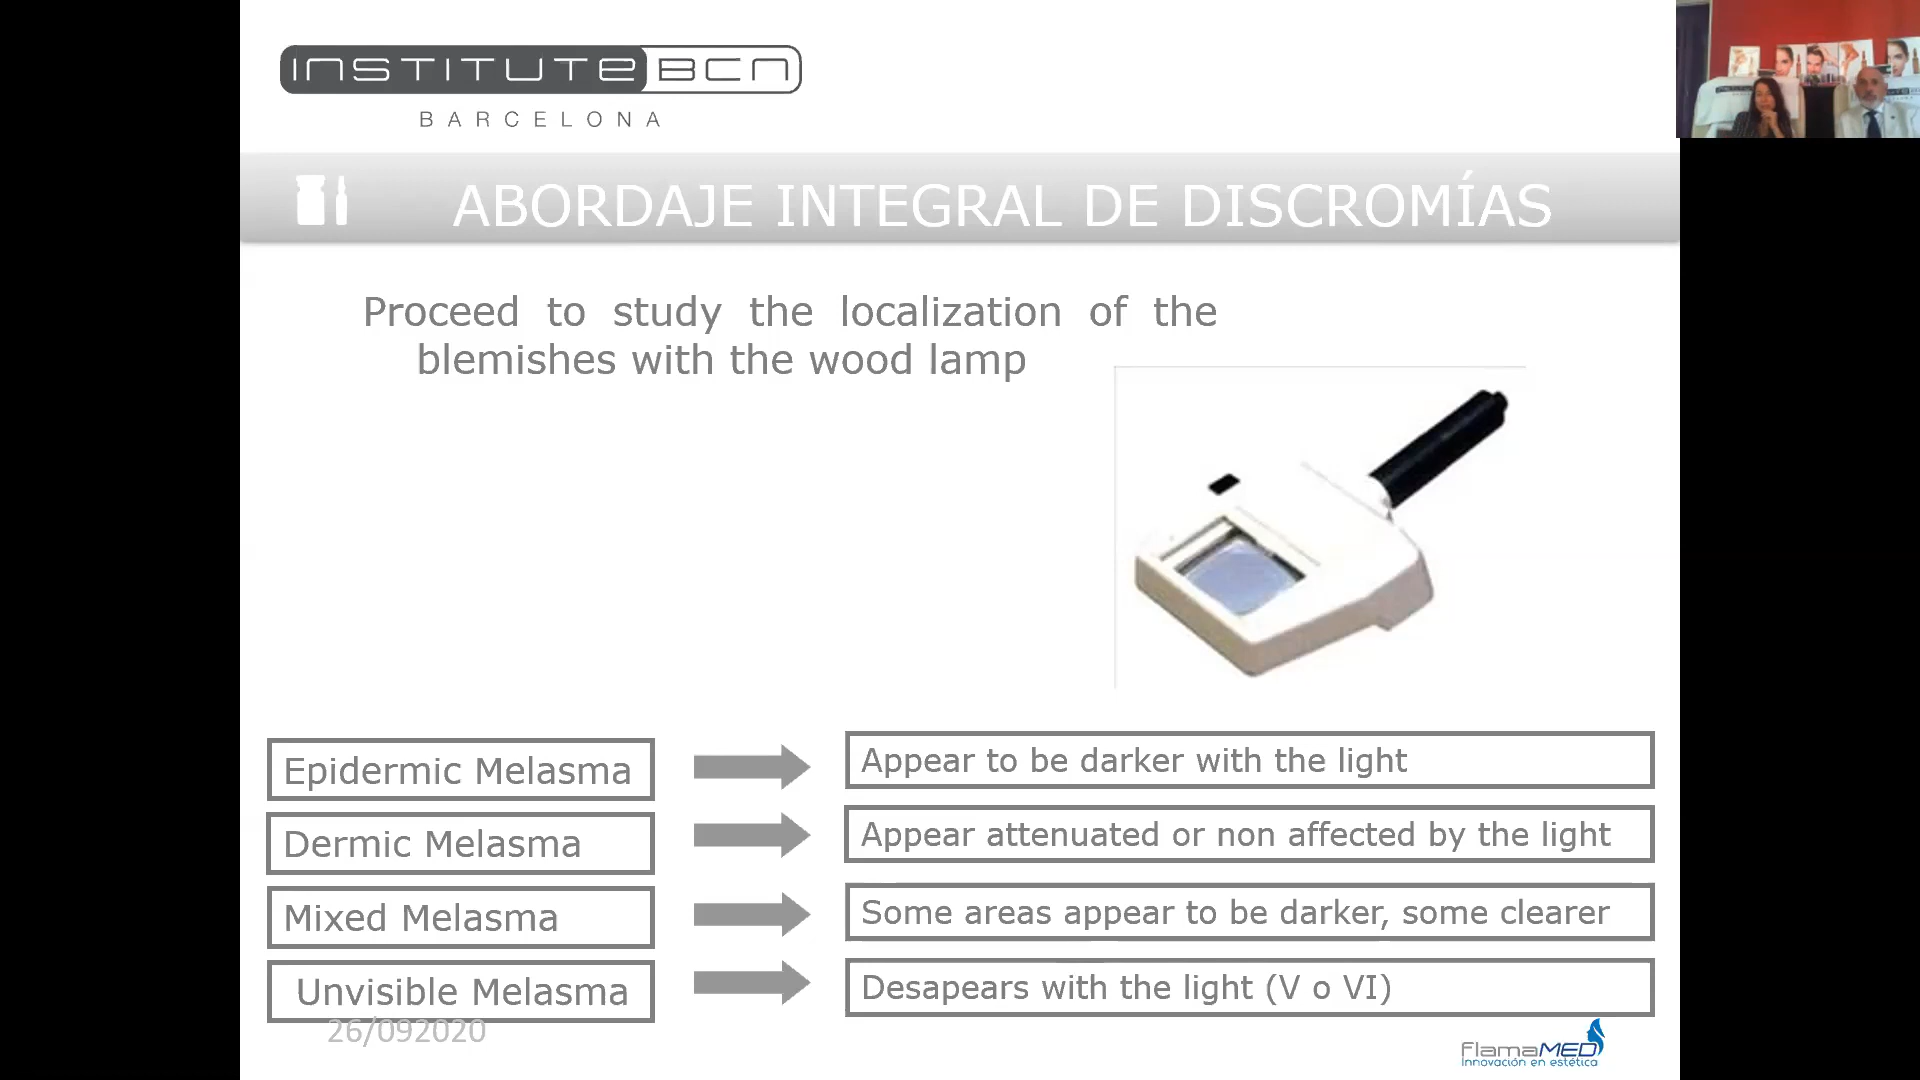 INSTITUTE BCN
BARCELONA
ABORDAJE INTEGRAL DE DISCROMÍAS
Proceed to study the localization of the
blemishes with the wood lamp
Epidermic Melasma
Appear to be darker with the light
Dermic Melasma
Appear attenuated or non affected by the light
Mixed Melasma
Some areas appear to be darker, some clearer
Unvisible Melasma
Desapears with the light (V o VI)
26/092020
FlamaMED
Innovación en estética